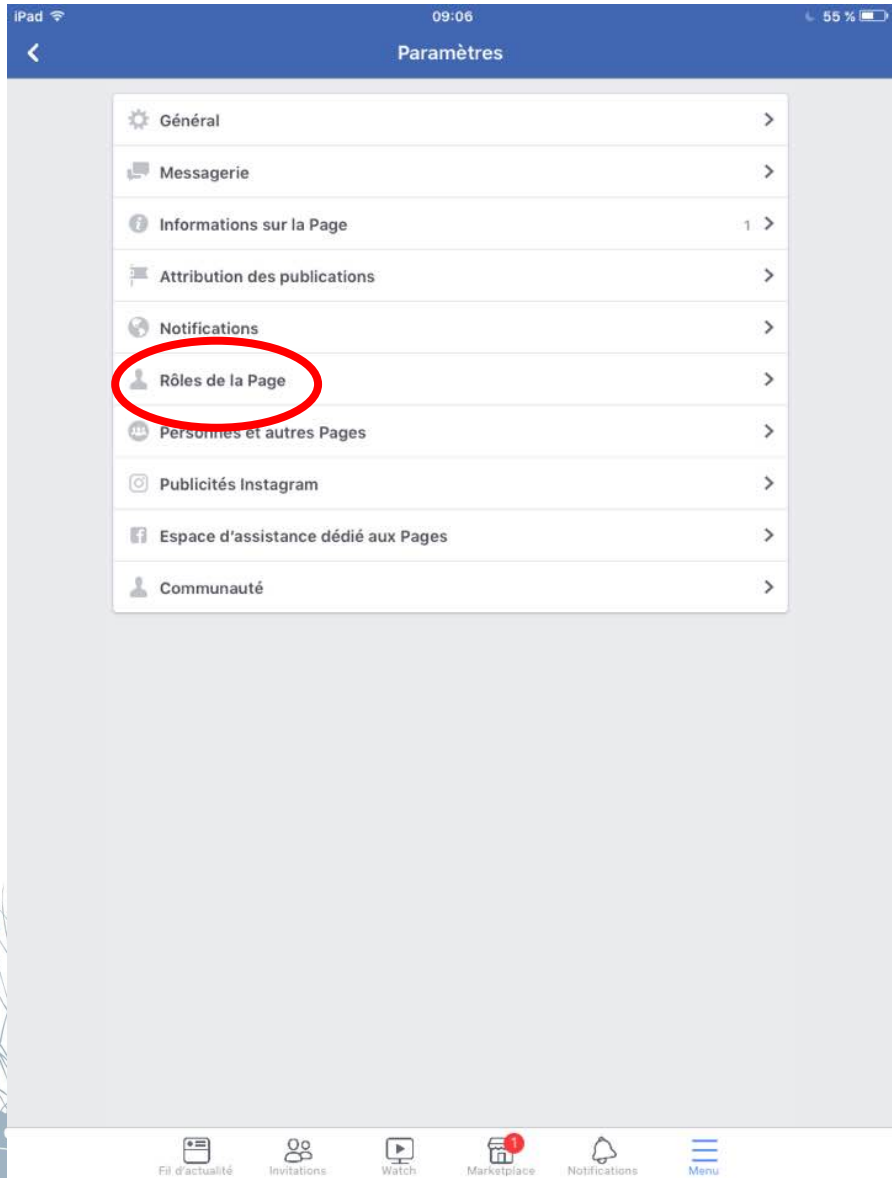 iPad 09:06 55 %
Paramètres
Général
Messagerie
Informations sur la Page 1
Attribution des publications
Notifications
Rôles de la Page
Personnes et autres Pages
Publicités Instagram
Espace d'assistance dédié aux Pages
Communauté
1
Fil d'actualité Invitations Watch Marketplace Notifications Menu